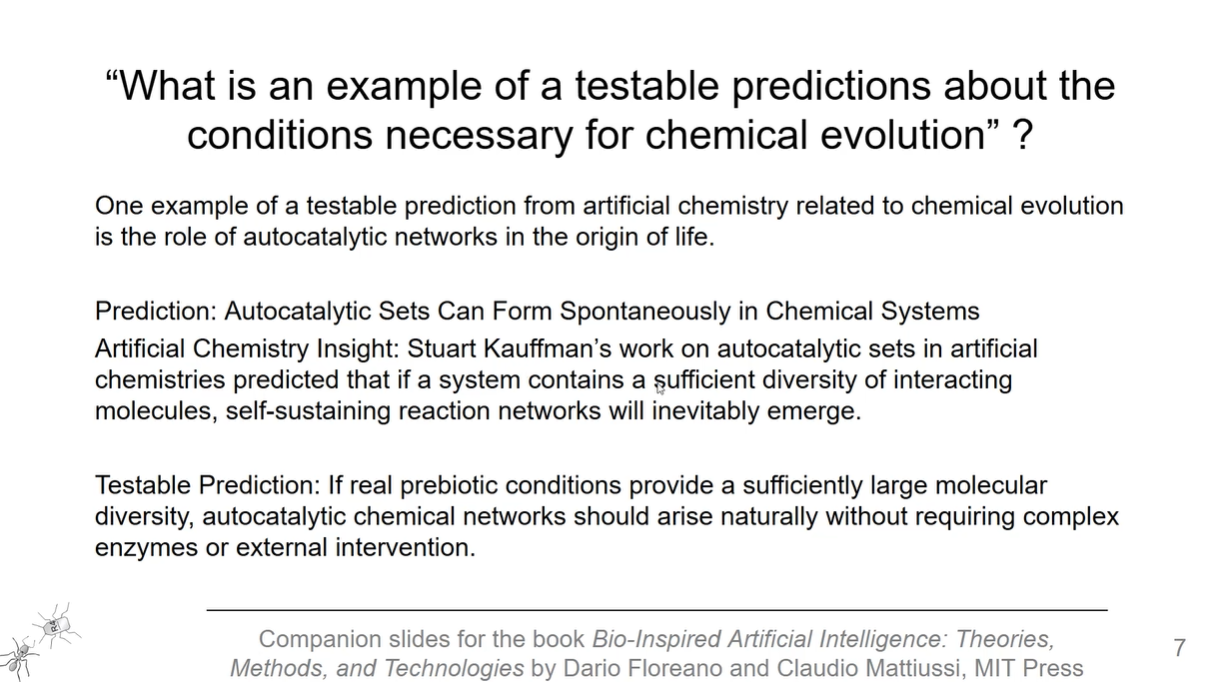 “What is an example of a testable predictions about the
conditions necessary for chemical evolution” ?
One example of a testable prediction from artificial chemistry related to chemical evolution
is the role of autocatalytic networks in the origin of life.
Prediction: Autocatalytic Sets Can Form Spontaneously in Chemical Systems
Artificial Chemistry Insight: Stuart Kauffman’s work on autocatalytic sets in artificial
chemistries predicted that if a system contains a sufficient diversity of interacting
molecules, self-sustaining reaction networks will inevitably emerge.
Testable Prediction: If real prebiotic conditions provide a sufficiently large molecular
diversity, autocatalytic chemical networks should arise naturally without requiring complex
enzymes or external intervention.
Companion slides for the book Bio-Inspired Artificial Intelligence: Theories,
Methods, and Technologies by Dario Floreano and Claudio Mattiussi, MIT Press
7